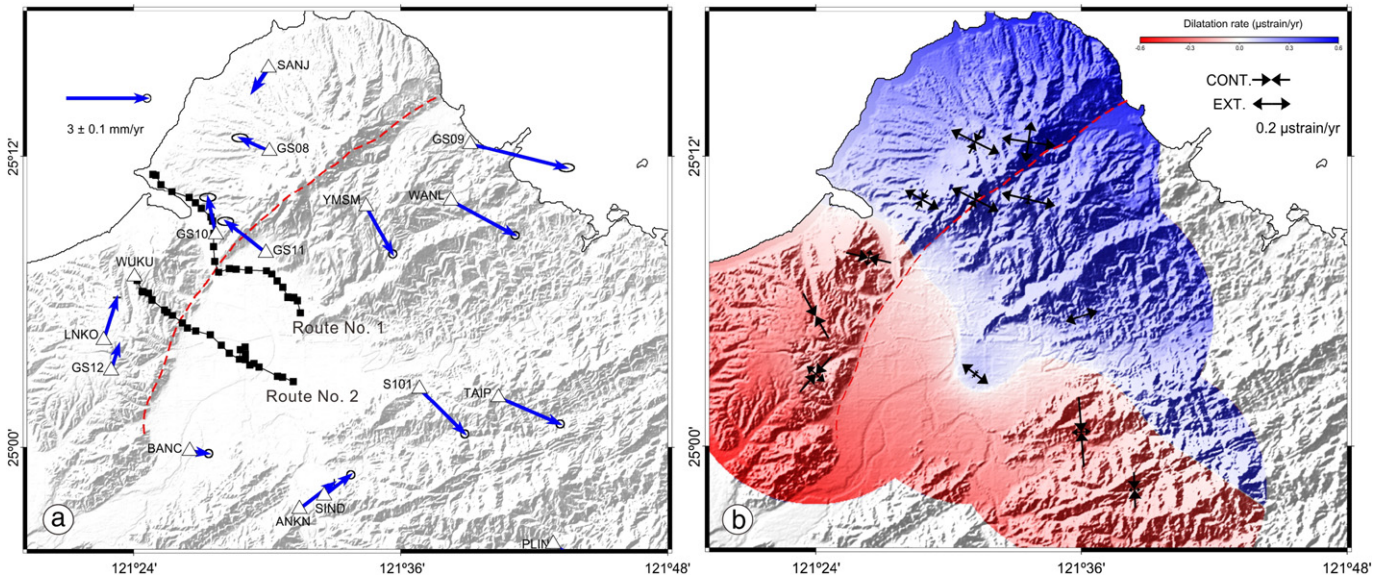 SANJ
3 ± 0.1 mm/yr
GS08
GS09
YMSM
WANL
GS10
GS11
WUKU
Route No. 1
LNKO
GS12
Route No. 2
S101
TAIP
BANC
SIND
ANKN
PLIN
a
25°12'
25°00'
121°24'
121°36'
121°48'
Dilatation rate (µstrain/yr)
-0.6
-0.3
0.0
0.3
0.6
CONT.
EXT.
0.2 µstrain/yr
b
25°12'
25°00'
121°24'
121°36'
121°48'